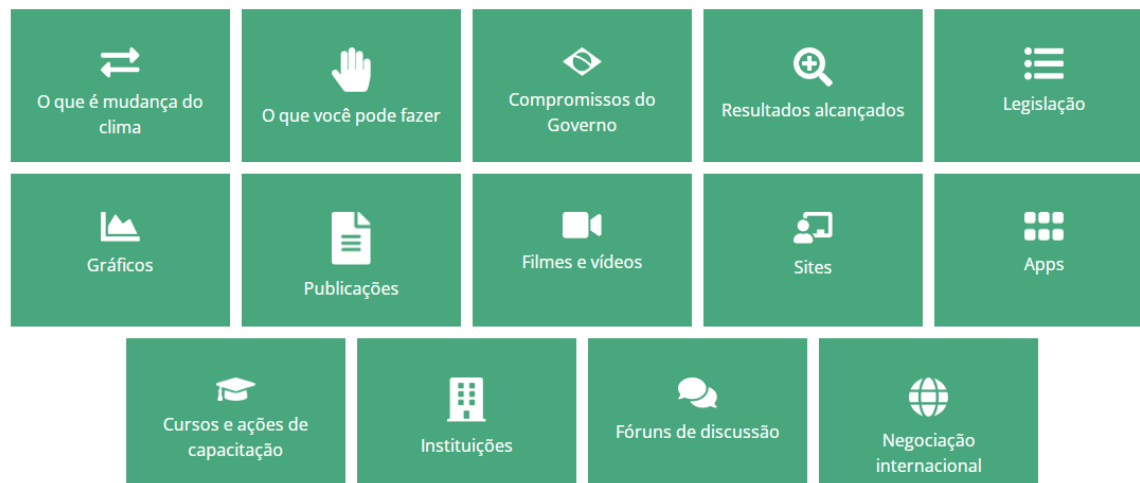 O que é mudança do
clima
O que você pode fazer
Compromissos do
Governo
Resultados alcançados
Legislação
Gráficos
Publicações
Filmes e vídeos
Sites
Apps
Cursos e ações de
capacitação
Instituições
Fóruns de discussão
Negociação
internacional